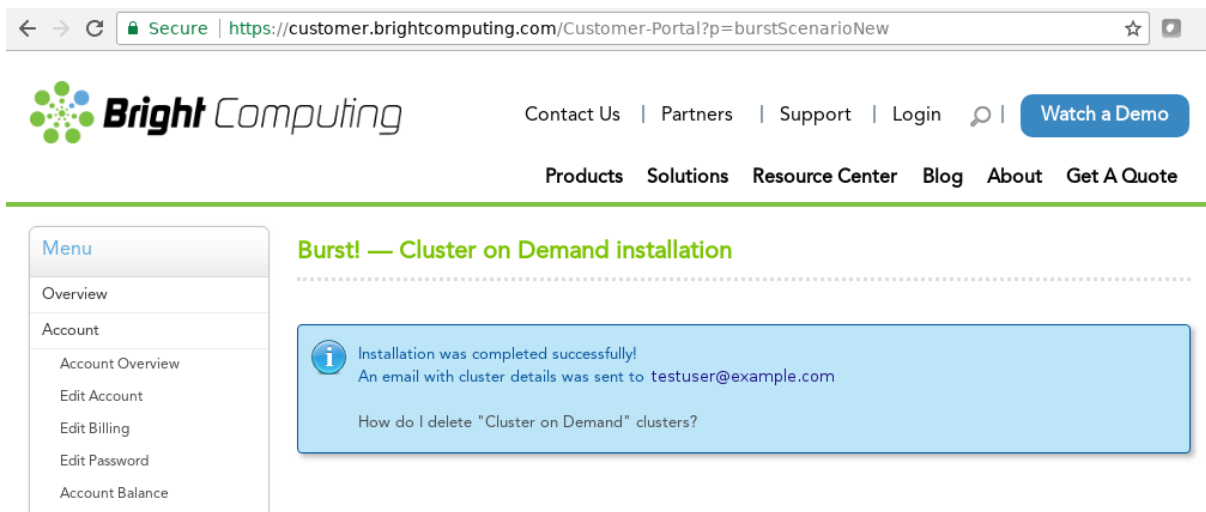 Secure | https://customer.brightcomputing.com/Customer-Portal?p=burstScenarioNew
Bright Computing
Contact Us | Partners | Support | Login | Watch a Demo
Products Solutions Resource Center Blog About Get A Quote
Menu
Overview
Account
Account Overview
Edit Account
Edit Billing
Edit Password
Account Balance
Burst! — Cluster on Demand installation
Installation was completed successfully!
An email with cluster details was sent to testuser@example.com
How do I delete "Cluster on Demand" clusters?